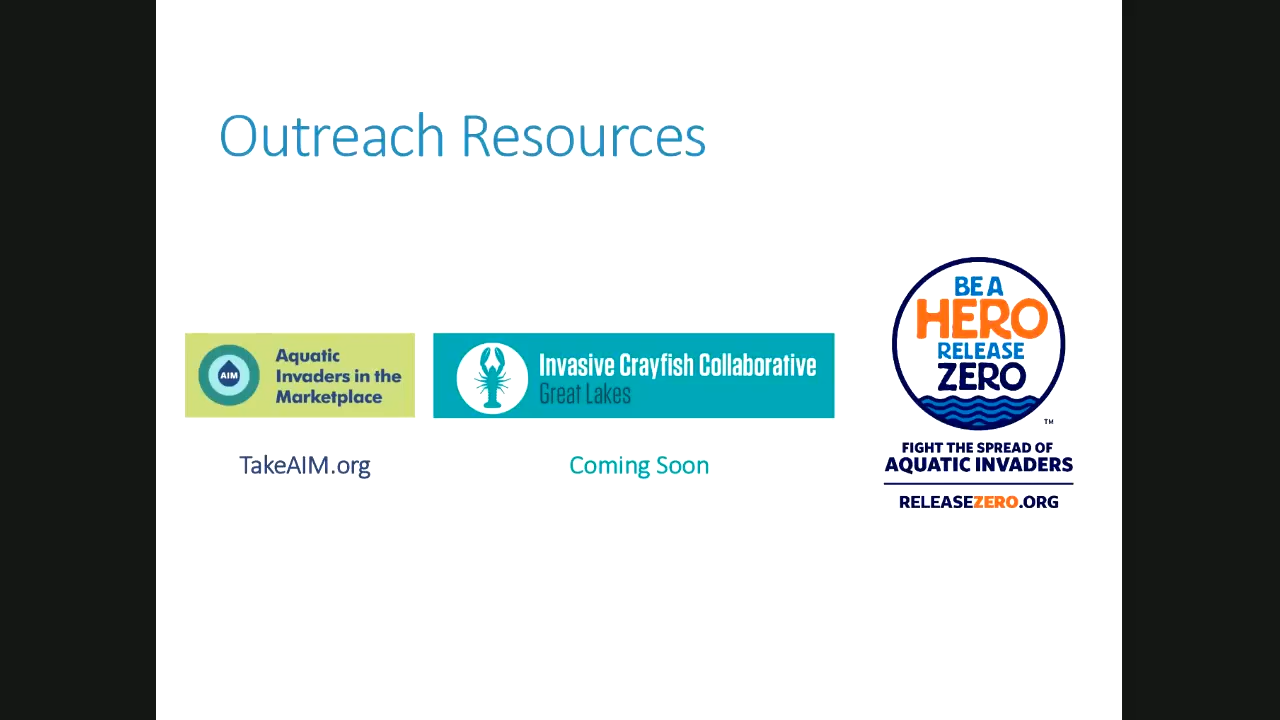 Outreach Resources
AIM
Aquatic
Invaders in the
Marketplace
TakeAIM.org
Invasive Crayfish Collaborative
Great Lakes
Coming Soon
BE A
HERO
RELEASE
ZERO
TM
FIGHT THE SPREAD OF
AQUATIC INVADERS
RELEASEZERO.ORG